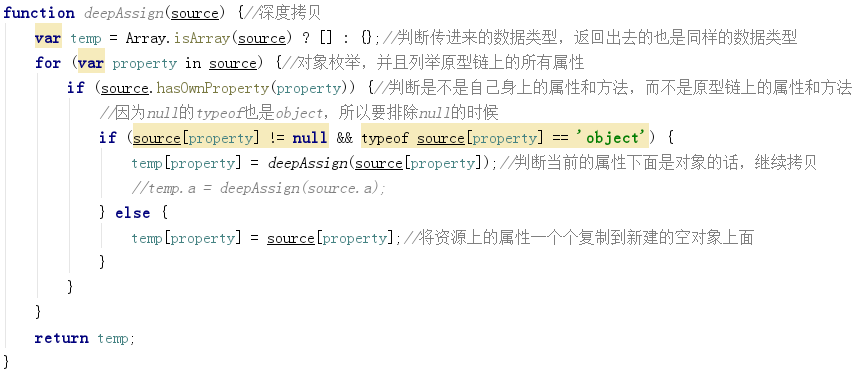 function deepAssign(source) {//深度拷贝
    var temp = Array.isArray(source) ? [] : {};//判断传进来的数据类型，返回出去的也是同样的数据类型
    for (var property in source) {//对象枚举，并且列举原型链上的所有属性
        if (source.hasOwnProperty(property)) {//判断是不是自己身上的属性和方法，而不是原型链上的属性和方法
            //因为null的typeof也是object，所以要排除null的时候
            if (source[property] != null && typeof source[property] == 'object') {
                temp[property] = deepAssign(source[property]);//判断当前的属性下面是对象的话，继续拷贝
                //temp.a = deepAssign(source.a);
            } else {
                temp[property] = source[property];//将资源上的属性一个个复制到新建的空对象上面
            }
        }
    }
    return temp;
}